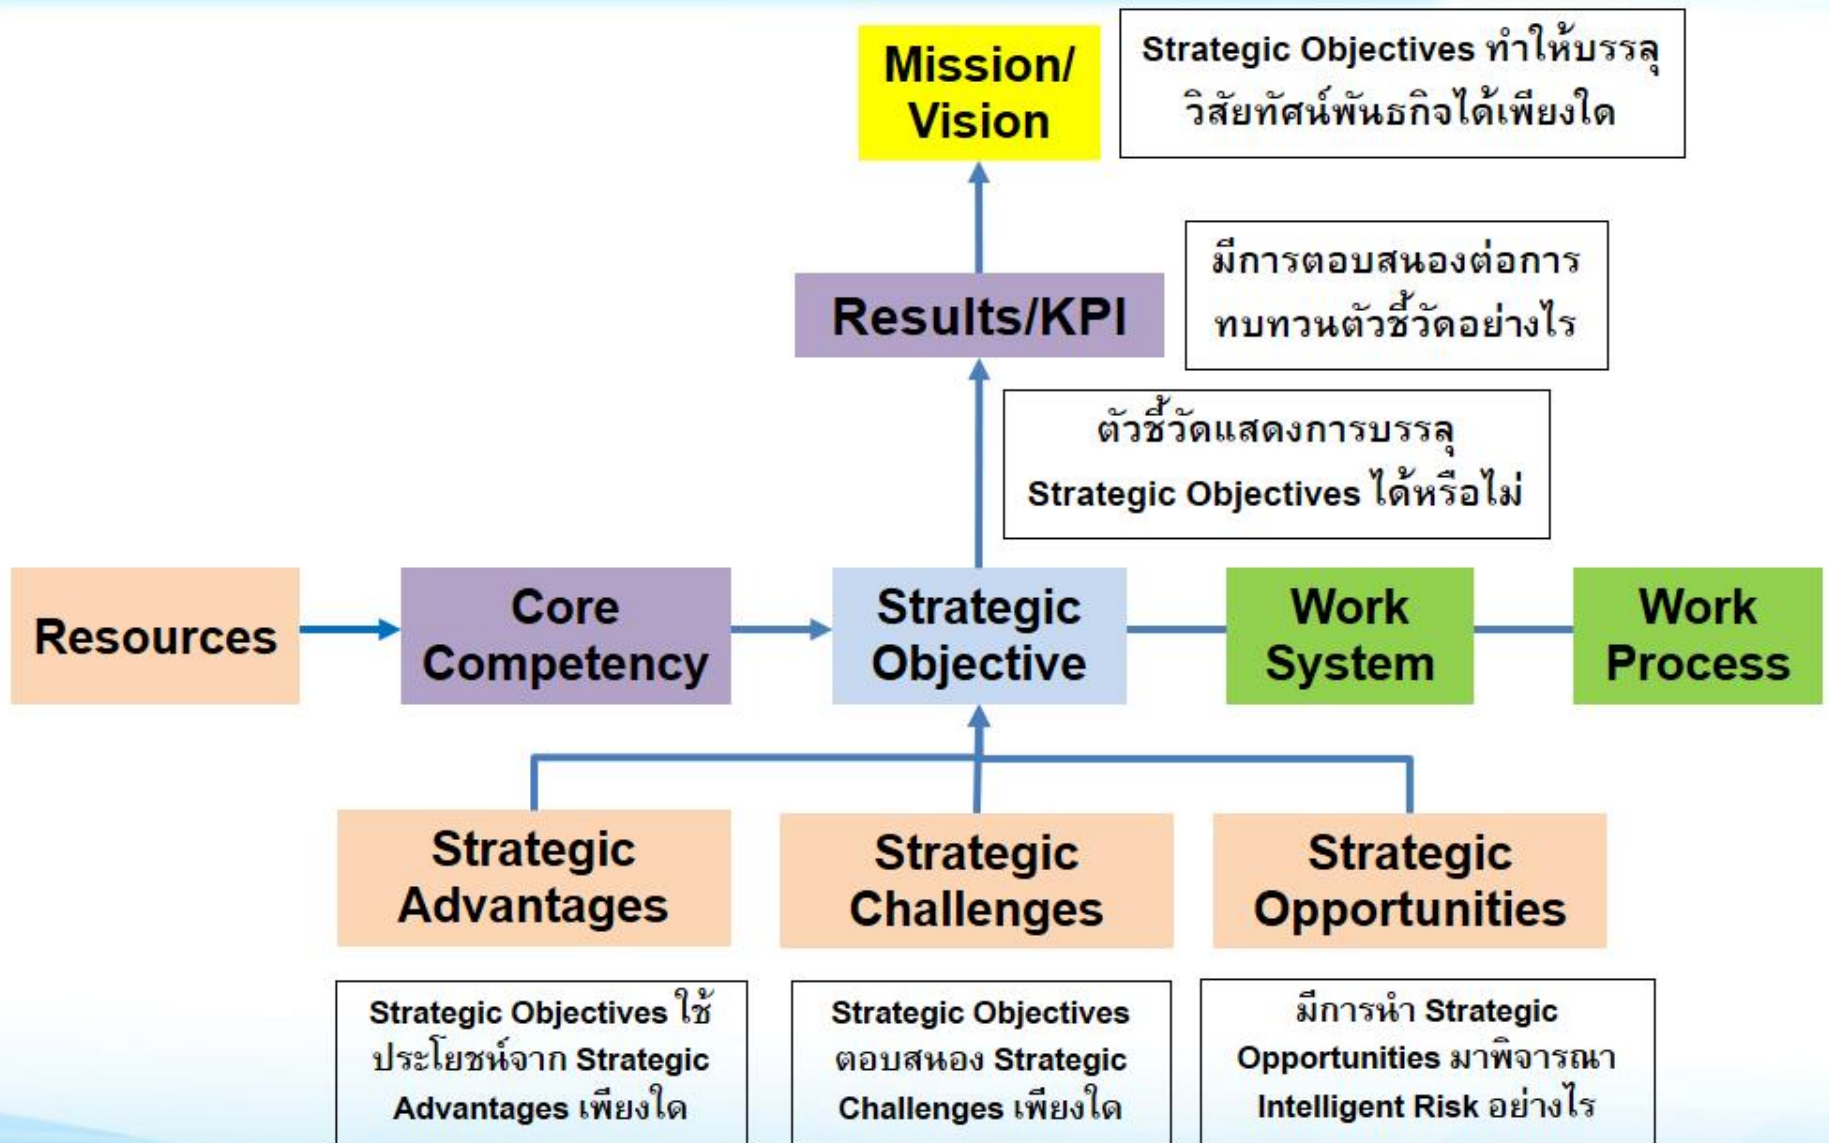 Mission/
Vision
Strategic Objectives ทำให้บรรลุ
วิสัยทัศน์พันธกิจได้เพียงใด
Results/KPI
มีการตอบสนองต่อการ
ทบทวนตัวชี้วัดอย่างไร
ตัวชี้วัดแสดงการบรรลุ
Strategic Objectives ได้หรือไม่
Resources
Core
Competency
Strategic
Objective
Work
System
Work
Process
Strategic
Advantages
Strategic
Challenges
Strategic
Opportunities
Strategic Objectives ใช้
ประโยชน์จาก Strategic
Advantages เพียงใด
Strategic Objectives
ตอบสนอง Strategic
Challenges เพียงใด
มีการนำ Strategic
Opportunities มาพิจารณา
Intelligent Risk อย่างไร